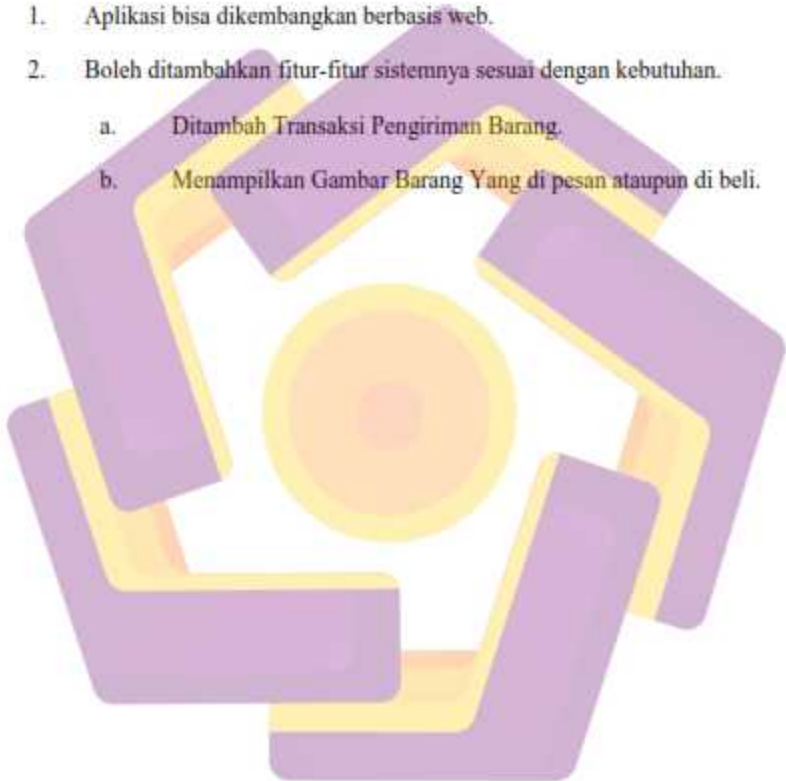 1. Aplikasi bisa dikembangkan berbasis web.
2. Boleh ditambahkan fitur-fitur sistemnya sesuai dengan kebutuhan.
a. Ditambah Transaksi Pengiriman Barang.
b. Menampilkan Gambar Barang Yang di pesan ataupun di beli.